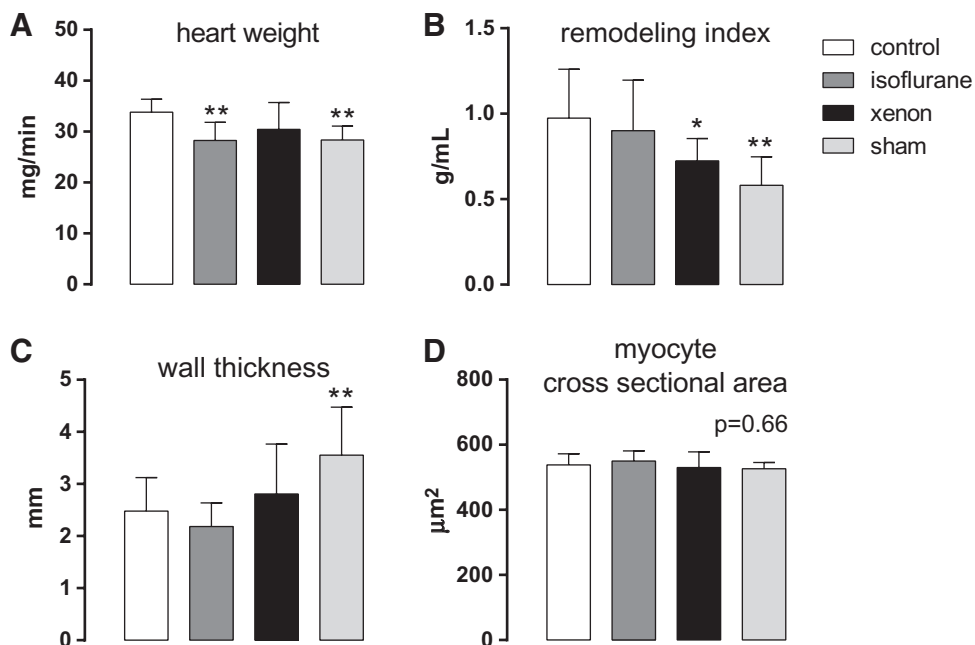 A
heart weight
mg/min
50
40
30
20
10
0
**
**
B
remodeling index
g/mL
1.5
1.0
0.5
0.0
*
**
control
isoflurane
xenon
sham
C
wall thickness
mm
5
4
3
2
1
0
**
D
myocyte
cross sectional area
p=0.66
μm²
800
600
400
200
0